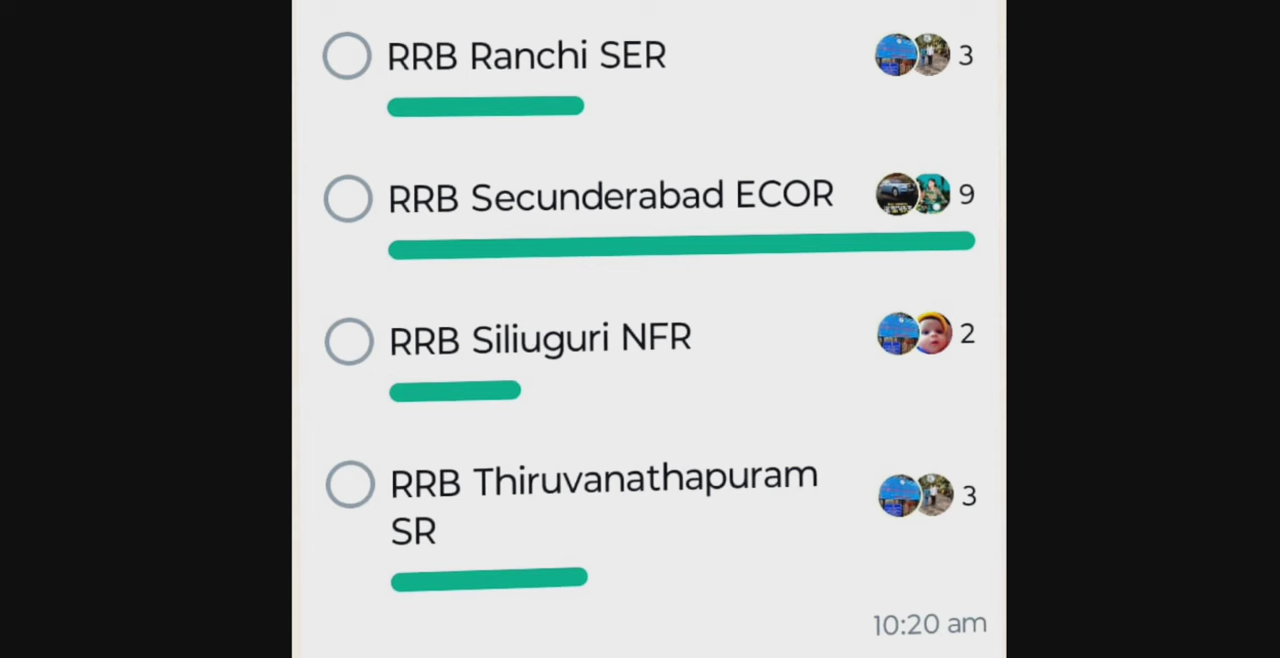 RRB Ranchi SER 3
RRB Secunderabad ECOR 9
RRB Siliuguri NFR 2
RRB Thiruvanathapuram 3
SR
10:20 am